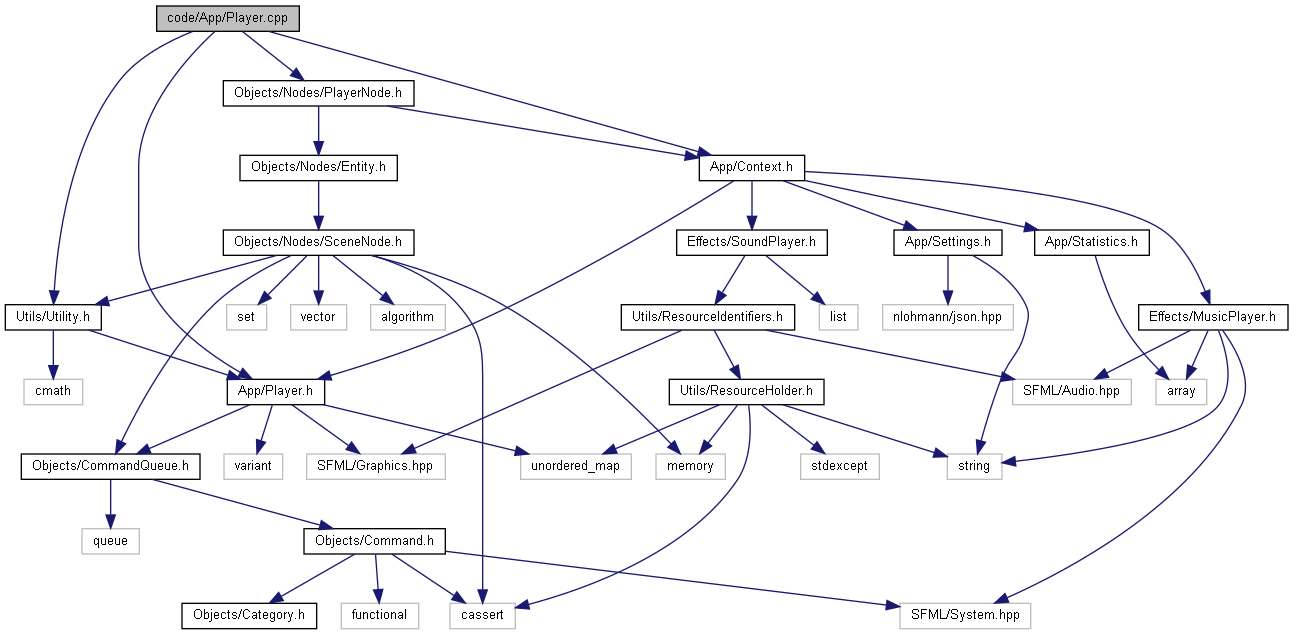 code/App/Player.cpp
Objects/Nodes/PlayerNode.h
Objects/Nodes/Entity.h
App/Context.h
Objects/Nodes/SceneNode.h
Effects/SoundPlayer.h
App/Settings.h
App/Statistics.h
Utils/Utility.h
set
vector
algorithm
Utils/ResourceIdentifiers.h
list
nlohmann/json.hpp
Effects/MusicPlayer.h
cmath
App/Player.h
Utils/ResourceHolder.h
SFML/Audio.hpp
array
Objects/CommandQueue.h
variant
SFML/Graphics.hpp
unordered_map
memory
stdexcept
string
queue
Objects/Command.h
Objects/Category.h
functional
cassert
SFML/System.hpp